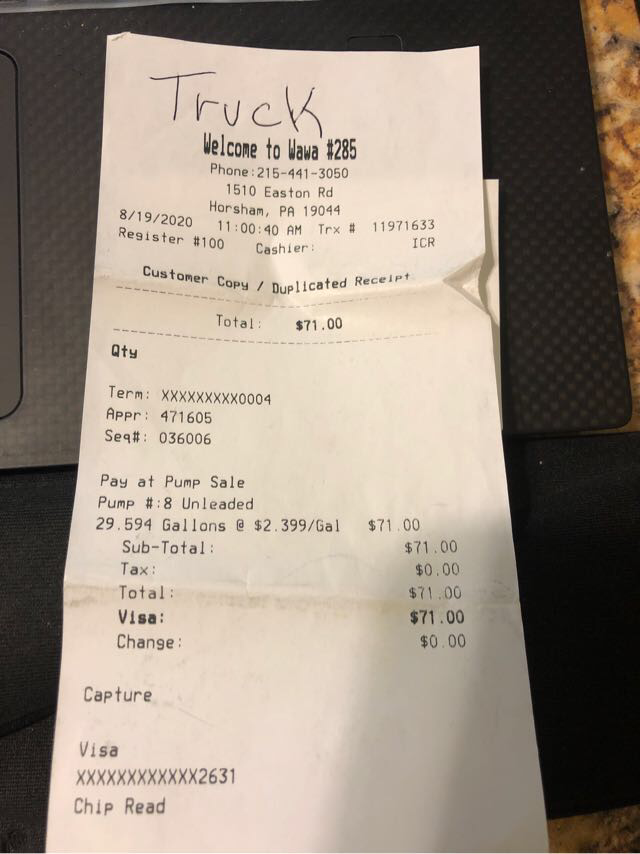 Truck
Welcome to Wawa #285
Phone:215-441-3050
1510 Easton Rd
Horsham, PA 19044
8/19/2020 11:00:40 AM Trx # 11971633
Register #100 Cashier: ICR
Customer Copy / Duplicated Receipt
Total: $71.00
Qty
Term: XXXXXXXXX0004
Appr: 471605
Seq#: 036006
Pay at Pump Sale
Pump #:8 Unleaded
29.594 Gallons @ $2.399/Gal $71.00
Sub-Total: $71.00
Tax: $0.00
Total: $71.00
Visa: $71.00
Change: $0.00
Capture
Visa
XXXXXXXXXXXX2631
Chip Read